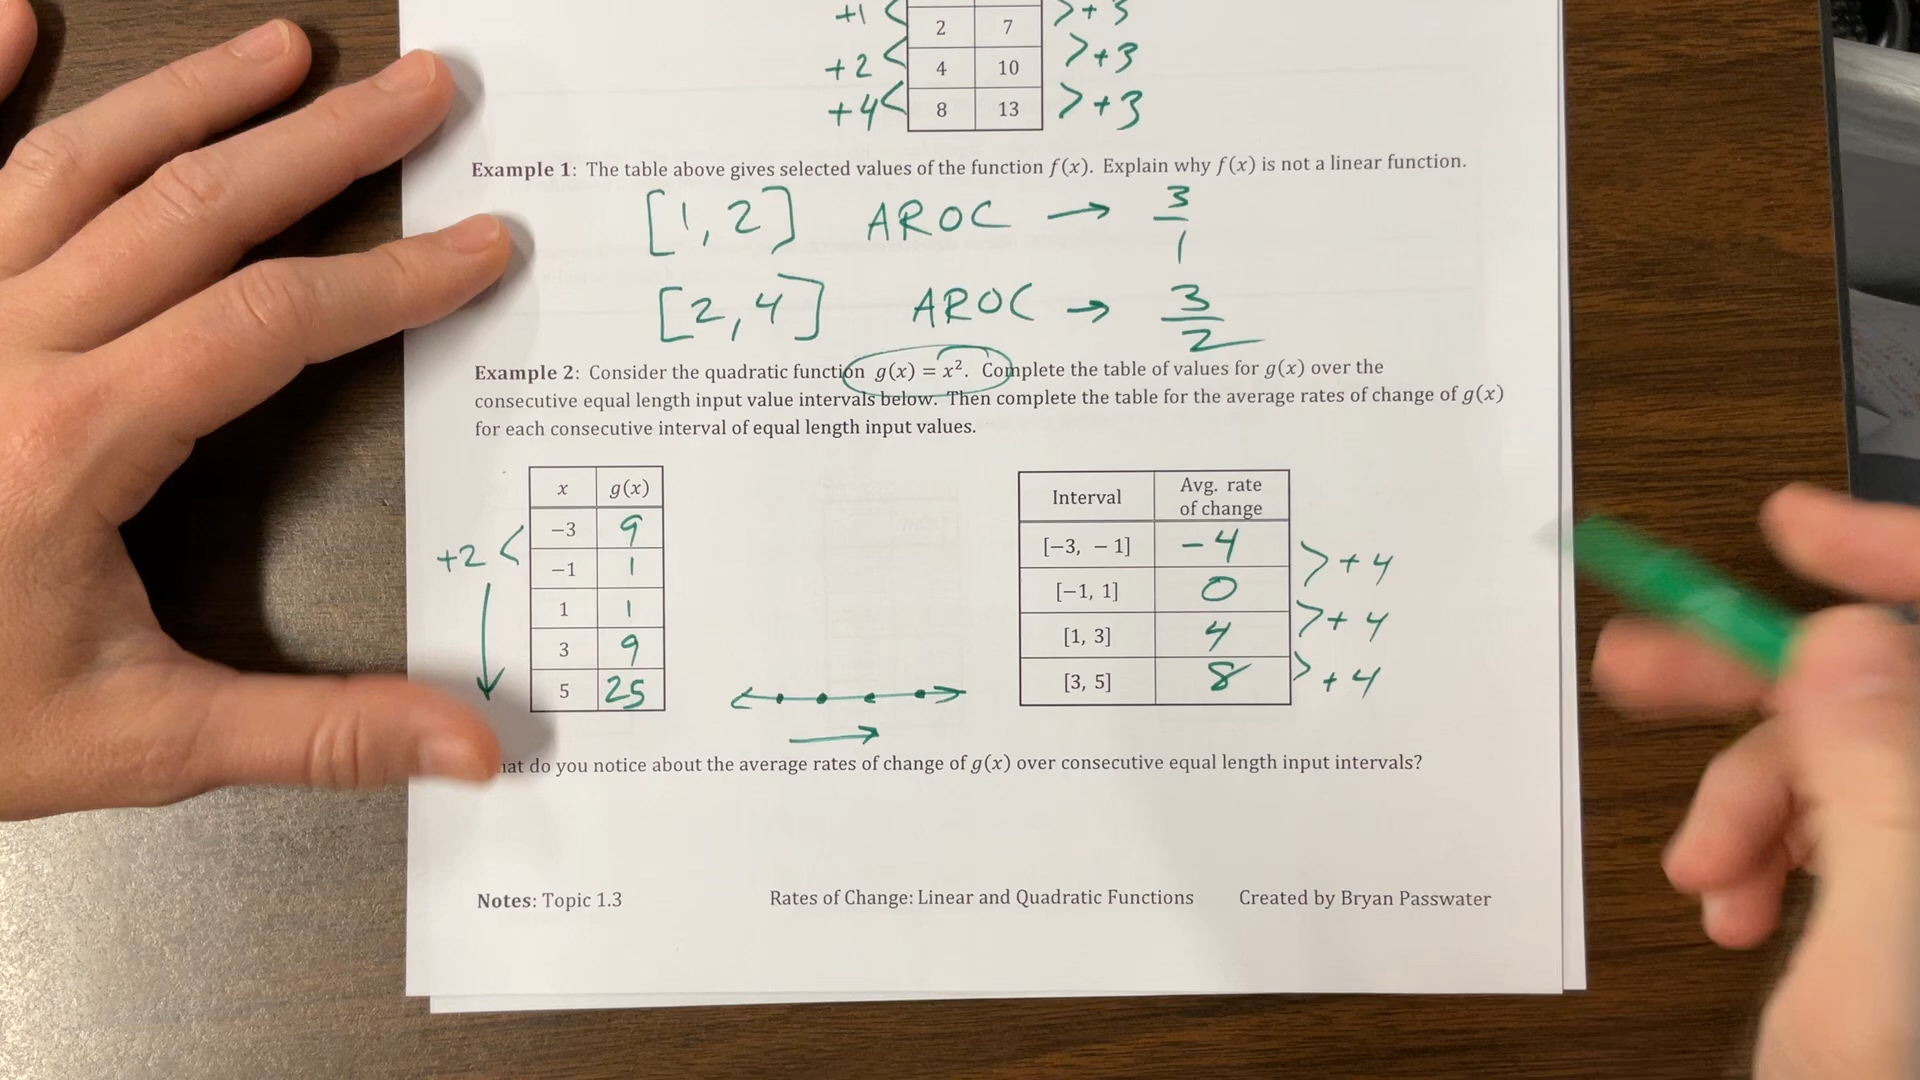 +1 < > + 3
2 7
+2 < 4 10 > +3
+4 < 8 13 > +3
Example 1: The table above gives selected values of the function f(x). Explain why f(x) is not a linear function.
[1, 2] AROC → 3/1
[2, 4] AROC → 3/2
Example 2: Consider the quadratic function g(x) = x². Complete the table of values for g(x) over the
consecutive equal length input value intervals below. Then complete the table for the average rates of change of g(x)
for each consecutive interval of equal length input values.
x g(x)
−3 9
+2 <
−1 1
1 1
3 9
5 25
Interval Avg. rate of change
[−3, − 1] −4
> + 4
[−1, 1] 0
> + 4
[1, 3] 4
> + 4
[3, 5] 8
do you notice about the average rates of change of g(x) over consecutive equal length input intervals?
Notes: Topic 1.3 Rates of Change: Linear and Quadratic Functions Created by Bryan Passwater